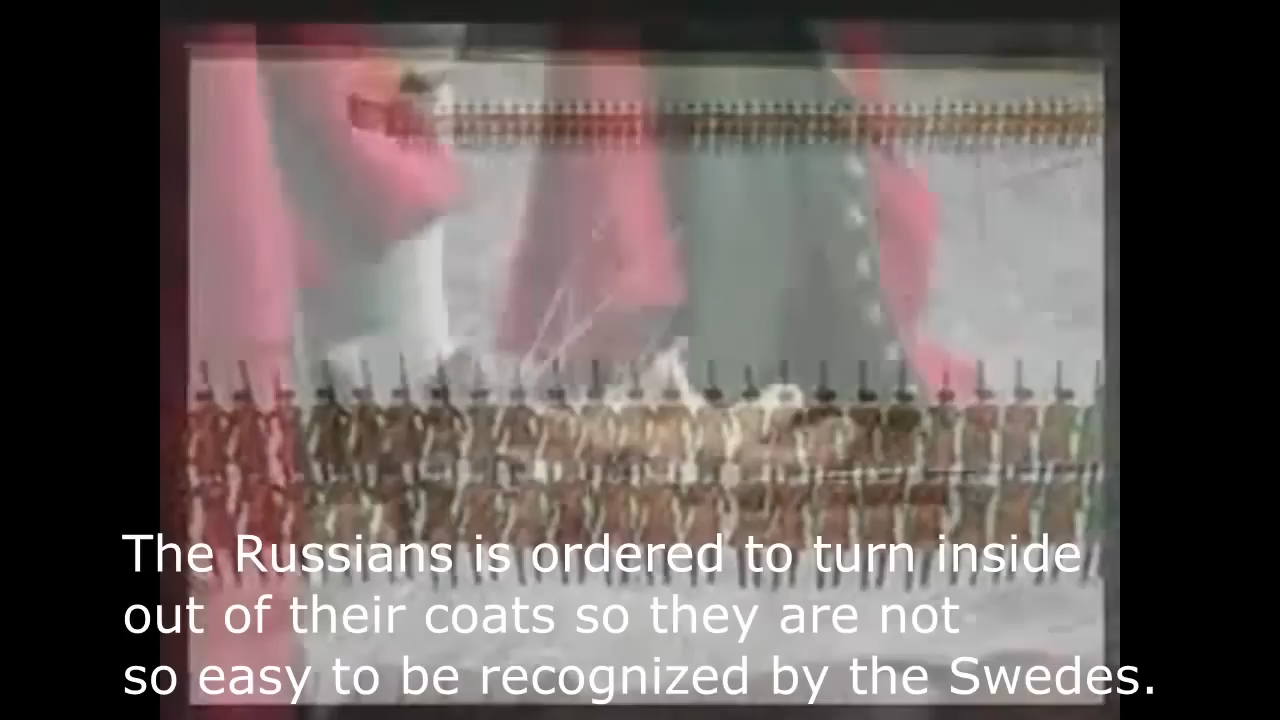 The Russians is ordered to turn inside
out of their coats so they are not
so easy to be recognized by the Swedes.